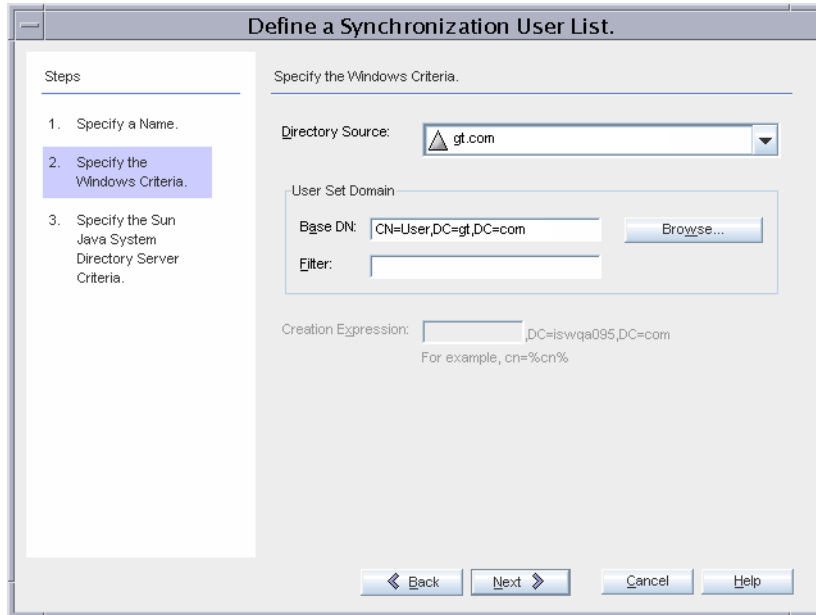 Define a Synchronization User List.
Steps
1. Specify a Name.
2. Specify the
Windows Criteria.
3. Specify the Sun
Java System
Directory Server
Criteria.
Specify the Windows Criteria.
Directory Source: gt.com
User Set Domain
Base DN: CN=User,DC=gt,DC=com Browse...
Filter:
Creation Expression: ,DC=iswqa095,DC=com
For example, cn=%cn%
Back Next Cancel Help